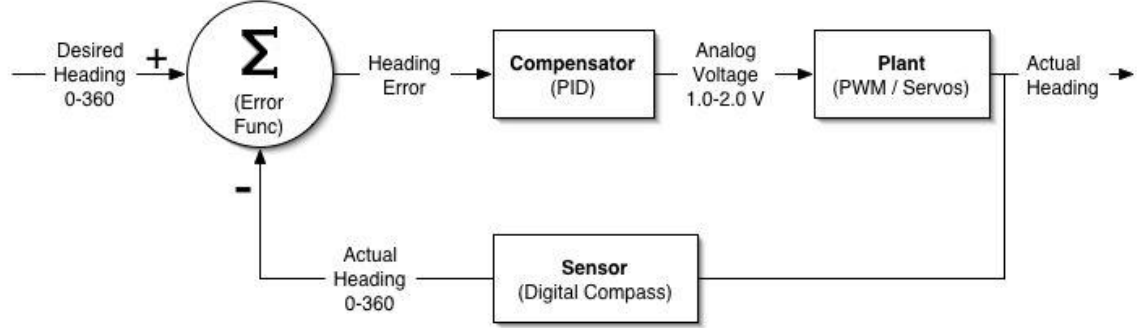 Desired
Heading
0-360
+
Σ
(Error
Func)
Heading
Error
Compensator
(PID)
Analog
Voltage
1.0-2.0 V
Plant
(PWM / Servos)
Actual
Heading
-
Actual
Heading
0-360
Sensor
(Digital Compass)